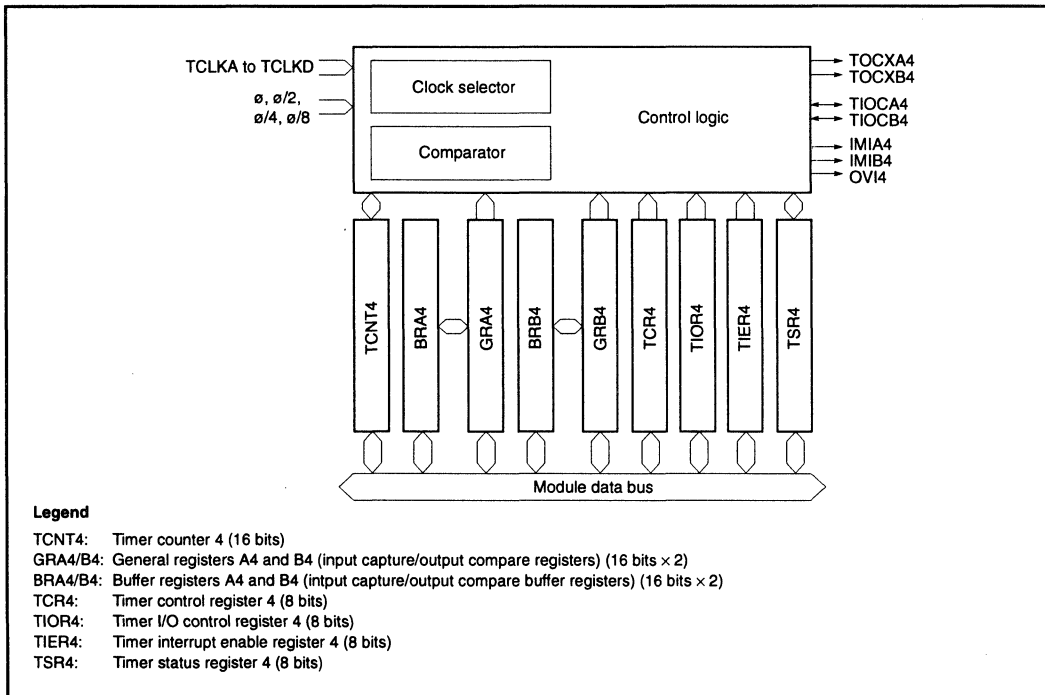 TCLKA to TCLKD
ø, ø/2,
ø/4, ø/8
Clock selector
Comparator
Control logic
TOCXA4
TOCXB4
TIOCA4
TIOCB4
IMIA4
IMIB4
OVI4
TCNT4
BRA4
GRA4
BRB4
GRB4
TCR4
TIOR4
TIER4
TSR4
Module data bus
Legend
TCNT4: Timer counter 4 (16 bits)
GRA4/B4: General registers A4 and B4 (input capture/output compare registers) (16 bits × 2)
BRA4/B4: Buffer registers A4 and B4 (intput capture/output compare buffer registers) (16 bits × 2)
TCR4: Timer control register 4 (8 bits)
TIOR4: Timer I/O control register 4 (8 bits)
TIER4: Timer interrupt enable register 4 (8 bits)
TSR4: Timer status register 4 (8 bits)